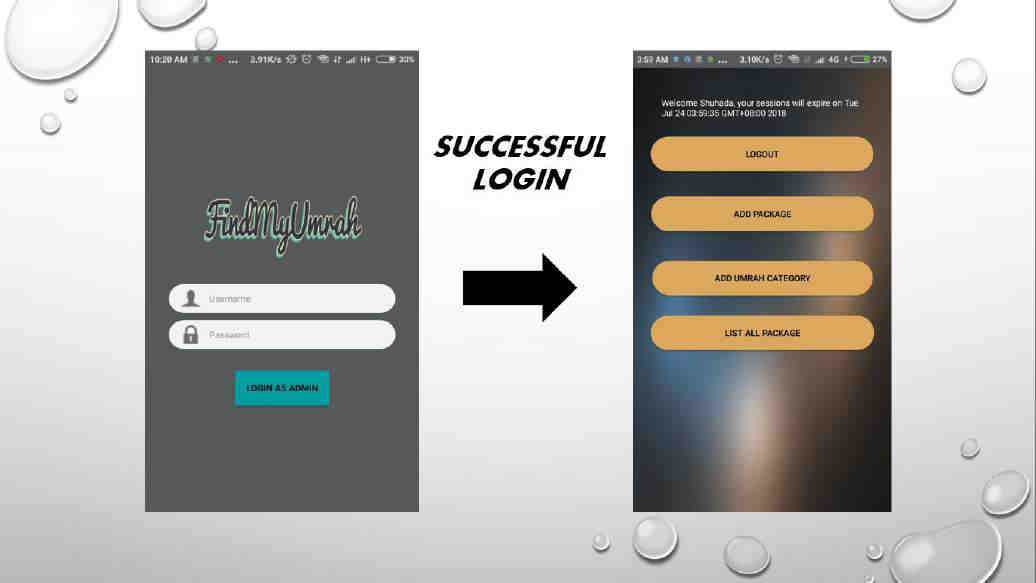 10:20 AM ... 3.91K/s H+ 30%
FindMyUmrah
Username
Password
LOGIN AS ADMIN
SUCCESSFUL
LOGIN
3:59 AM ... 3.10K/s 4G 27%
Welcome Shuhada, your sessions will expire on Tue
Jul 24 03:59:35 GMT+08:00 2018
LOGOUT
ADD PACKAGE
ADD UMRAH CATEGORY
LIST ALL PACKAGE